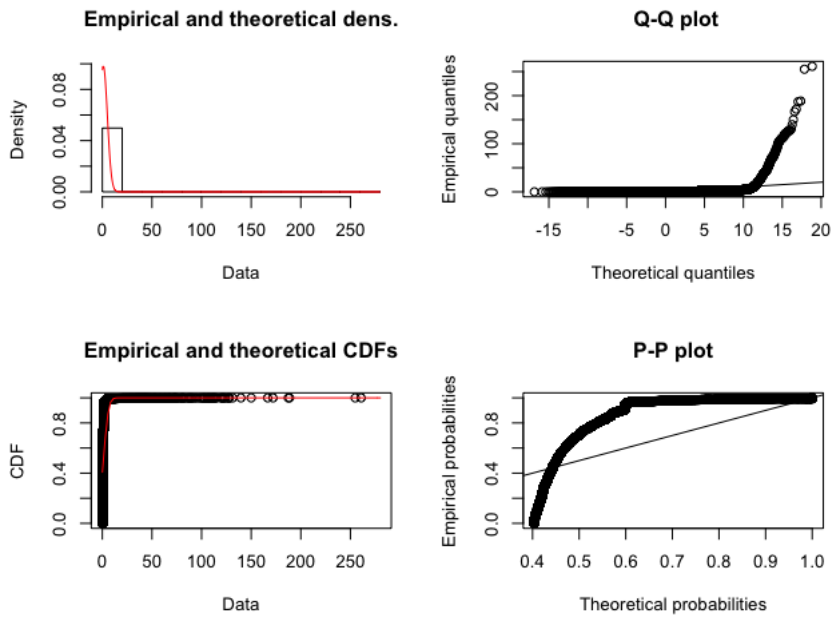 Empirical and theoretical dens.
Density
0.00 0.04 0.08
0 50 100 150 200 250
Data
Q-Q plot
Empirical quantiles
0 100 200
-15 -5 0 5 10 15 20
Theoretical quantiles
Empirical and theoretical CDFs
CDF
0.0 0.4 0.8
0 50 100 150 200 250
Data
P-P plot
Empirical probabilities
0.0 0.4 0.8
0.4 0.5 0.6 0.7 0.8 0.9 1.0
Theoretical probabilities